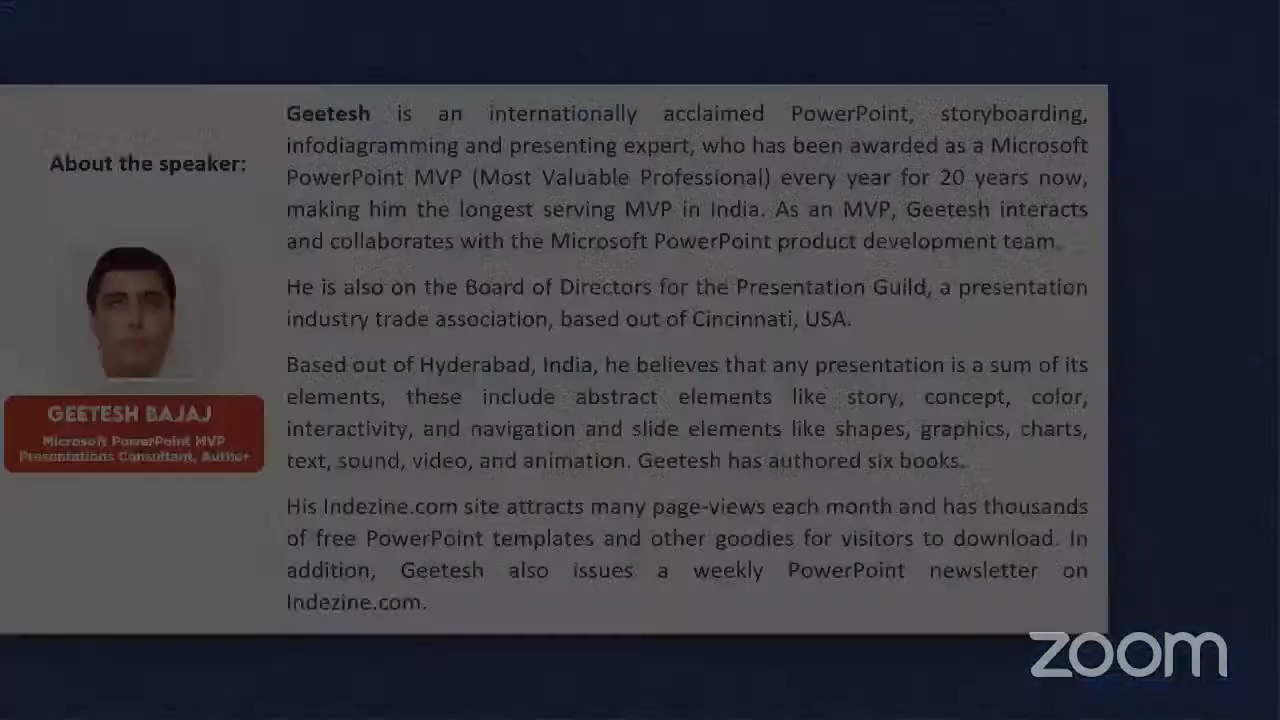 About the speaker:
GEETESH BAJAJ
Microsoft PowerPoint MVP
Presentations Consultant, Author
Geetesh is an internationally acclaimed PowerPoint, storyboarding,
infodiagramming and presenting expert, who has been awarded as a Microsoft
PowerPoint MVP (Most Valuable Professional) every year for 20 years now,
making him the longest serving MVP in India. As an MVP, Geetesh interacts
and collaborates with the Microsoft PowerPoint product development team.
He is also on the Board of Directors for the Presentation Guild, a presentation
industry trade association, based out of Cincinnati, USA.
Based out of Hyderabad, India, he believes that any presentation is a sum of its
elements, these include abstract elements like story, concept, color,
interactivity, and navigation and slide elements like shapes, graphics, charts,
text, sound, video, and animation. Geetesh has authored six books.
His Indezine.com site attracts many page-views each month and has thousands
of free PowerPoint templates and other goodies for visitors to download. In
addition, Geetesh also issues a weekly PowerPoint newsletter on
Indezine.com.
zoom